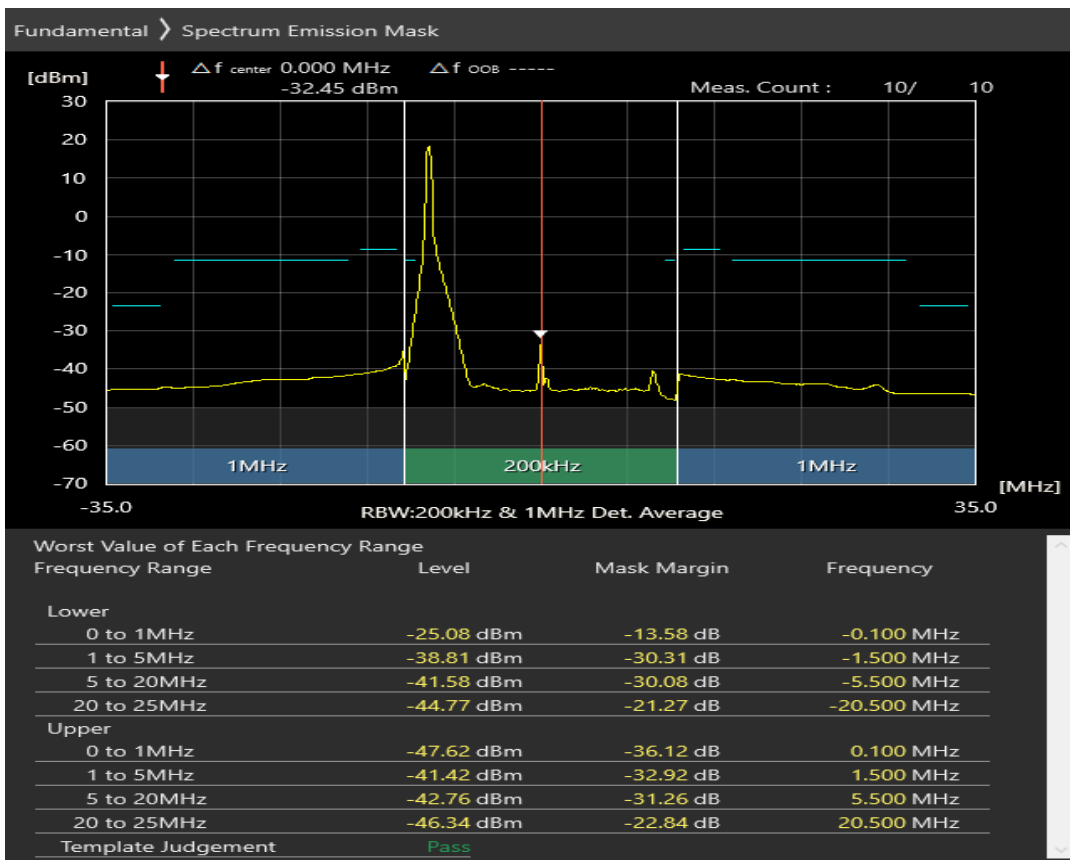 Fundamental 〉 Spectrum Emission Mask
[dBm] △f center 0.000 MHz △f OOB -----
-32.45 dBm Meas. Count : 10/ 10
30
20
10
0
-10
-20
-30
-40
-50
-60
-70
1MHz 200kHz 1MHz
[MHz]
-35.0 RBW:200kHz & 1MHz Det. Average 35.0
Worst Value of Each Frequency Range
Frequency Range Level Mask Margin Frequency
Lower
0 to 1MHz -25.08 dBm -13.58 dB -0.100 MHz
1 to 5MHz -38.81 dBm -30.31 dB -1.500 MHz
5 to 20MHz -41.58 dBm -30.08 dB -5.500 MHz
20 to 25MHz -44.77 dBm -21.27 dB -20.500 MHz
Upper
0 to 1MHz -47.62 dBm -36.12 dB 0.100 MHz
1 to 5MHz -41.42 dBm -32.92 dB 1.500 MHz
5 to 20MHz -42.76 dBm -31.26 dB 5.500 MHz
20 to 25MHz -46.34 dBm -22.84 dB 20.500 MHz
Template Judgement Pass